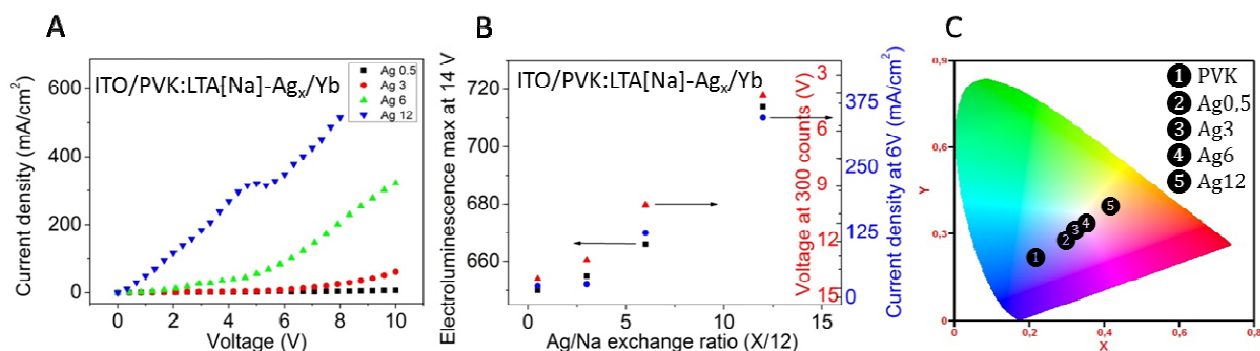 A
ITO/PVK:LTA[Na]-Agₓ/Yb
Ag 0.5
Ag 3
Ag 6
Ag 12
Current density (mA/cm²)
600
400
200
0
0
2
4
6
8
10
Voltage (V)
B
ITO/PVK:LTA[Na]-Agₓ/Yb
Electroluminescence max at 14 V
720
700
680
660
0
5
10
15
Ag/Na exchange ratio (X/12)
Voltage at 300 counts (V)
3
6
9
12
15
Current density at 6V (mA/cm²)
375
250
125
0
C
1 PVK
2 Ag0,5
3 Ag3
4 Ag6
5 Ag12
Y
0,9
0,6
0,3
0
1
2
3
4
5
0
0,2
0,4
0,6
0,8
X